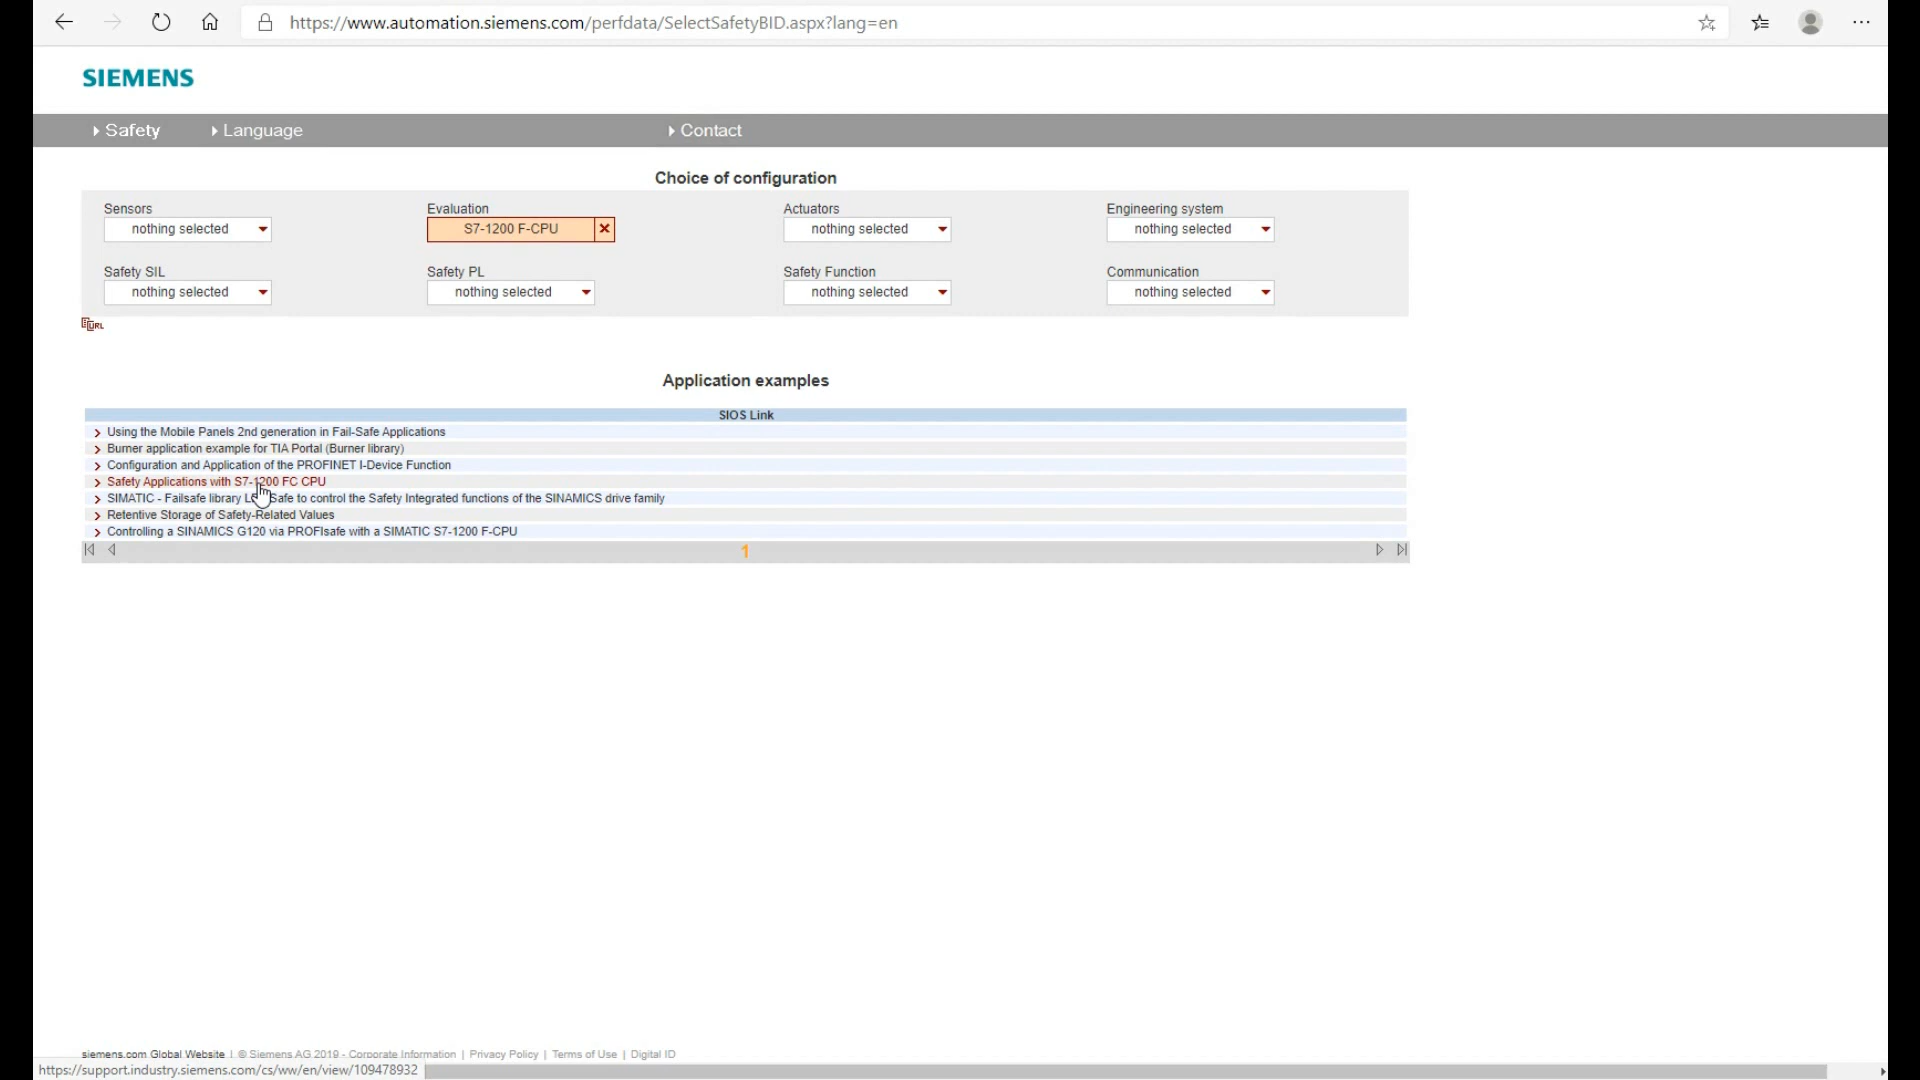 https://www.automation.siemens.com/perfdata/SelectSafetyBID.aspx?lang=en
SIEMENS
Safety Language Contact
Choice of configuration
Sensors Evaluation Actuators Engineering system
nothing selected S7-1200 F-CPU nothing selected nothing selected
Safety SIL Safety PL Safety Function Communication
nothing selected nothing selected nothing selected nothing selected
URL
Application examples
SIOS Link
Using the Mobile Panels 2nd generation in Fail-Safe Applications
Burner application example for TIA Portal (Burner library)
Configuration and Application of the PROFINET I-Device Function
Safety Applications with S7-1200 FC CPU
SIMATIC - Failsafe library to control the Safety Integrated functions of the SINAMICS drive family
Retentive Storage of Safety-Related Values
Controlling a SINAMICS G120 via PROFIsafe with a SIMATIC S7-1200 F-CPU
1
siemens.com Global Website | © Siemens AG 2019 - Corporate Information | Privacy Policy | Terms of Use | Digital ID
https://support.industry.siemens.com/cs/ww/en/view/109478932